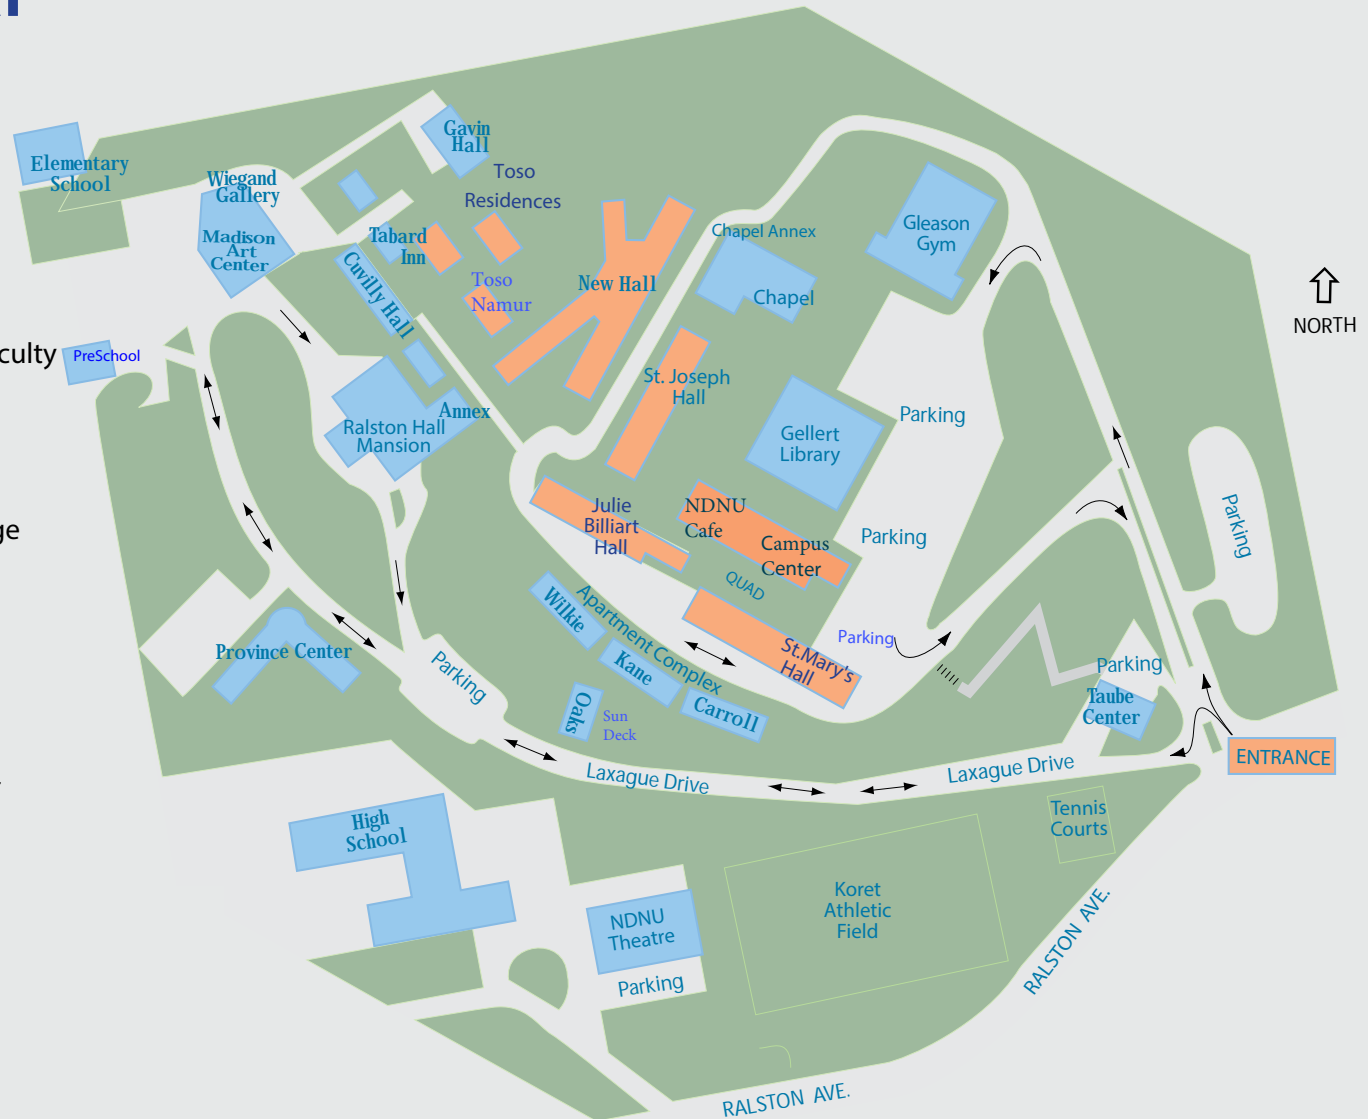 Gavin
Hall
Elementary
School
Toso
Residences
Wiegand
Gallery
Madison
Art
Center
Tabard
Inn
Cuvilly Hall
Toso
Namur
New Hall
Chapel Annex
Chapel
Gleason
Gym
NORTH
culty
PreSchool
St. Joseph
Hall
Annex
Ralston Hall
Mansion
Parking
Gellert
Library
Parking
Julie
Billiart
Hall
NDNU
Cafe
Campus
Center
Parking
ge
QUAD
Wilkie
Apartment Complex
Kane
Carroll
Oaks
Sun
Deck
St.Mary's
Hall
Parking
Province Center
Parking
Parking
Taube
Center
ENTRANCE
Laxague Drive
Laxague Drive
Tennis
Courts
High
School
NDNU
Theatre
Parking
Koret
Athletic
Field
RALSTON AVE.
RALSTON AVE.